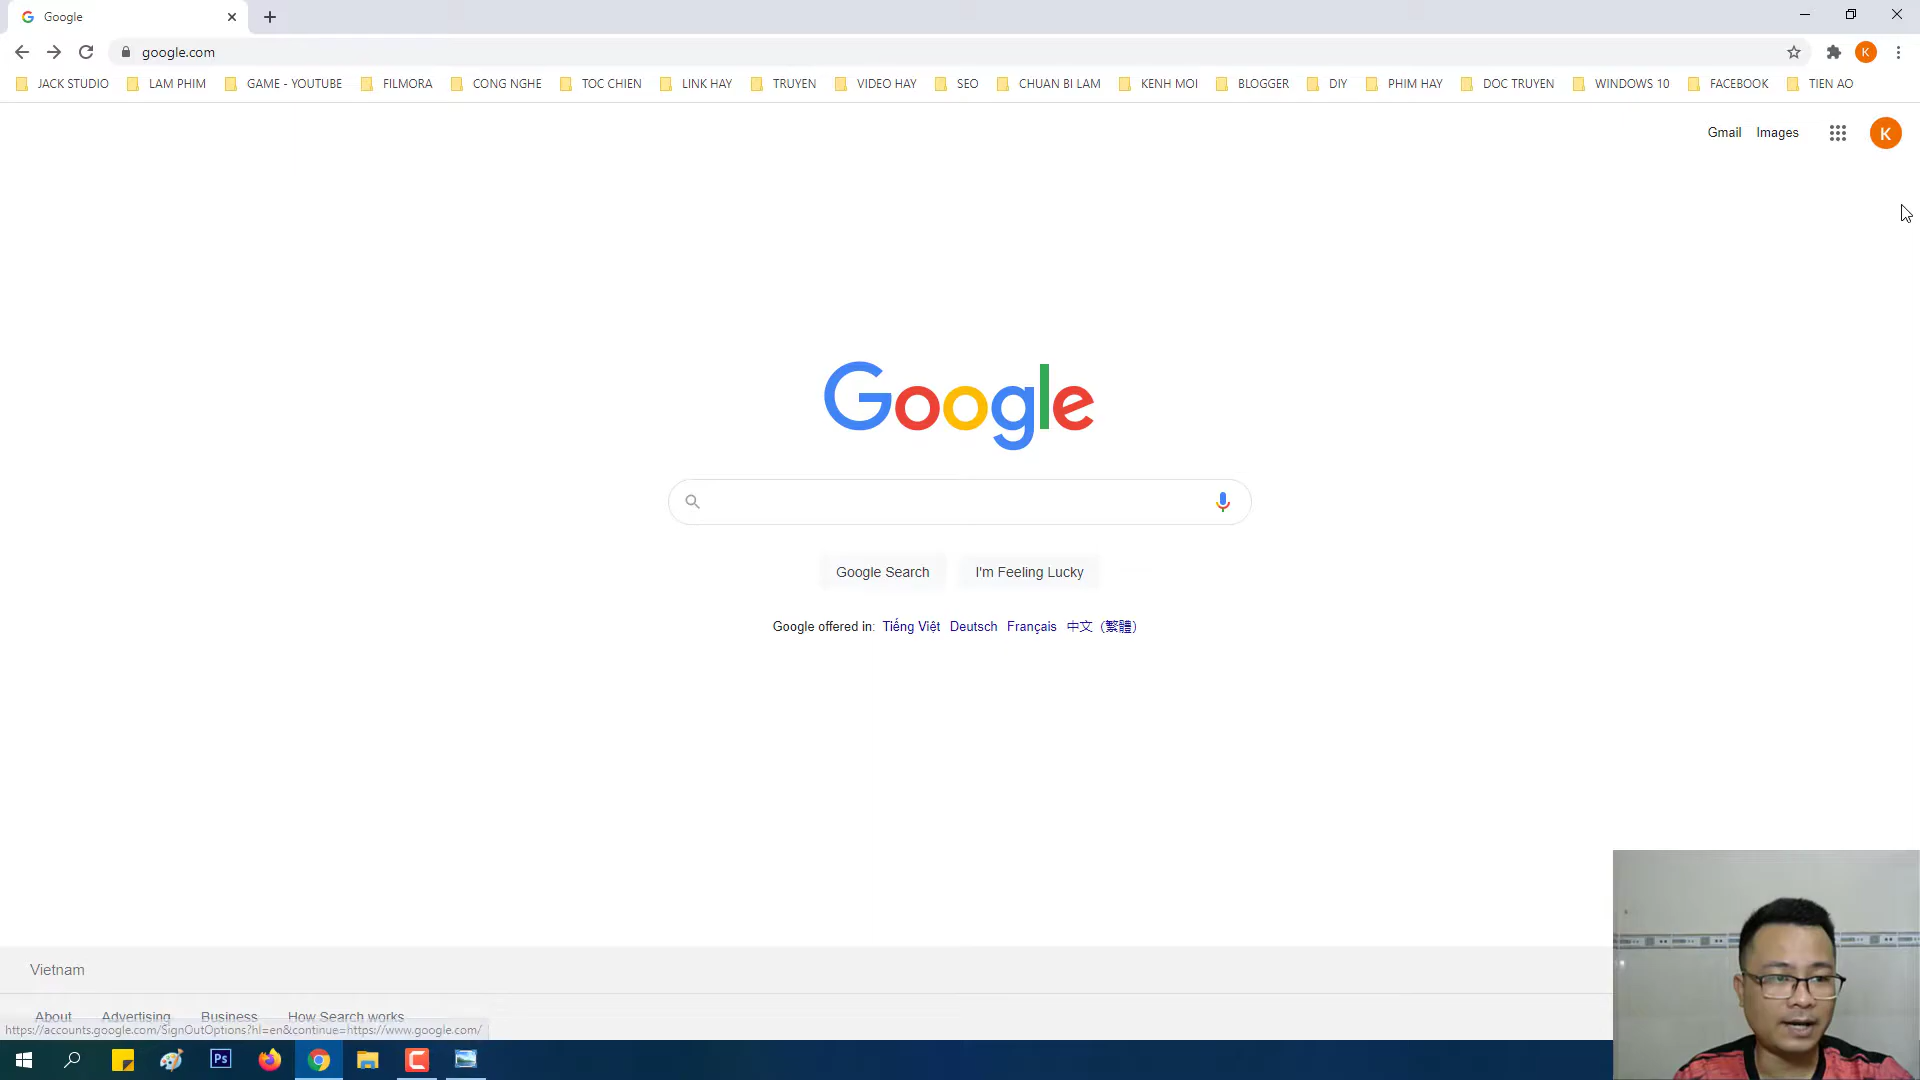 Google
google.com
K
JACK STUDIO LAM PHIM GAME - YOUTUBE FILMORA CONG NGHE TOC CHIEN LINK HAY TRUYEN VIDEO HAY SEO CHUAN BI LAM KENH MOI BLOGGER DIY PHIM HAY DOC TRUYEN WINDOWS 10 FACEBOOK TIEN AO
Gmail Images K
Google
Google Search I'm Feeling Lucky
Google offered in: Tiếng Việt Deutsch Français 中文 (繁體)
Vietnam
About Advertising Business How Search works
https://accounts.google.com/SignOutOptions?hl=en&continue=https://www.google.com/
Ps